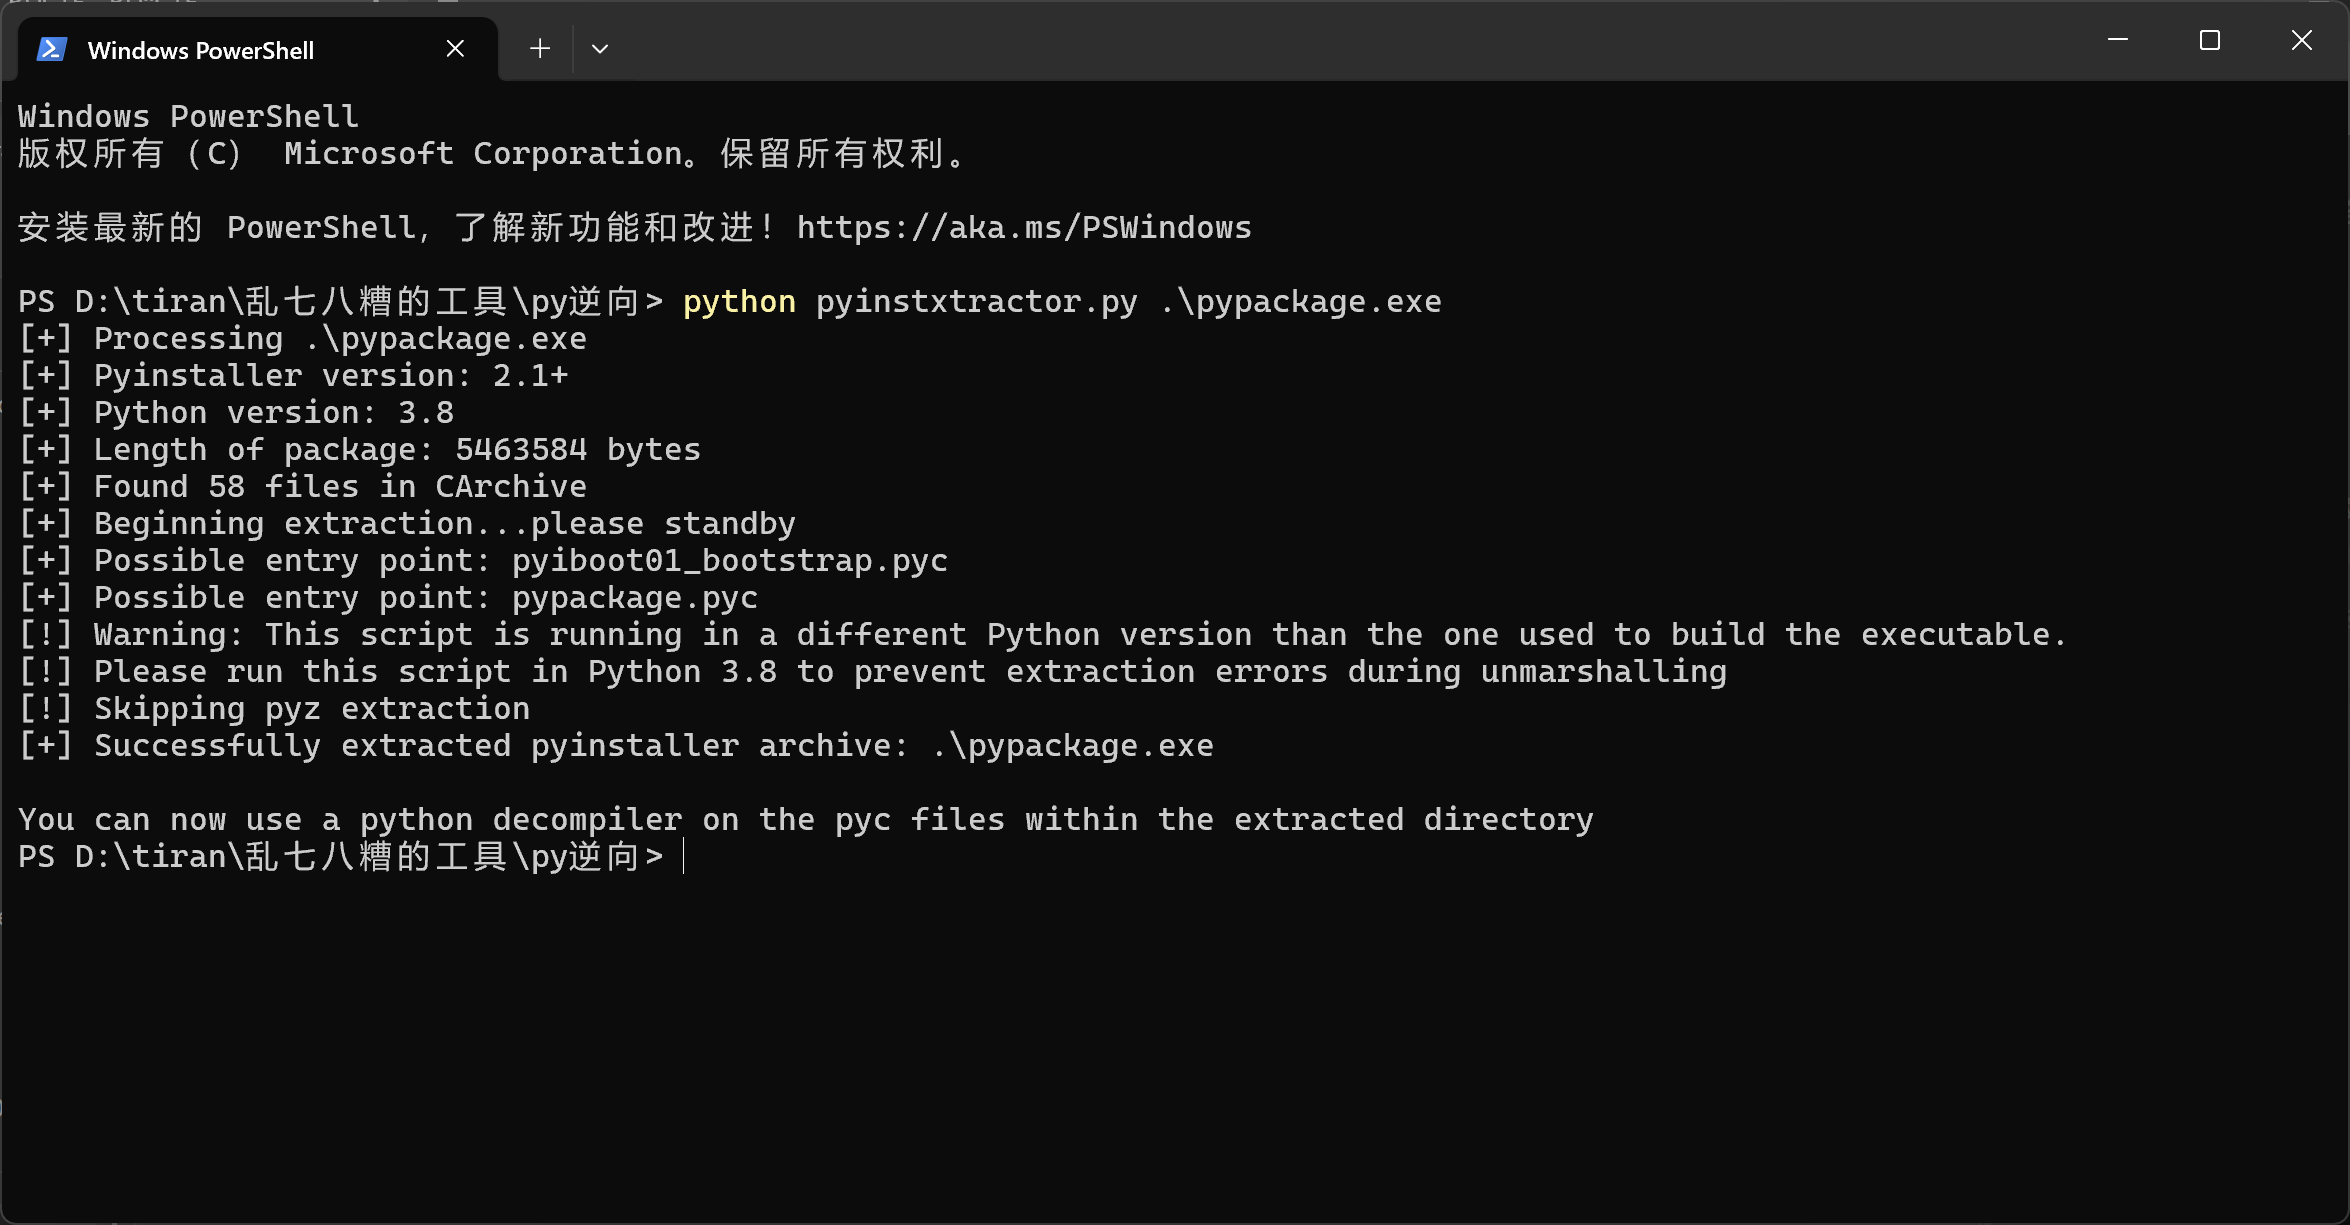 Windows PowerShell
Windows PowerShell
版权所有（C） Microsoft Corporation。保留所有权利。
安装最新的 PowerShell，了解新功能和改进！https://aka.ms/PSWindows
PS D:\tiran\乱七八糟的工具\py逆向> python pyinstxtractor.py .\pypackage.exe
[+] Processing .\pypackage.exe
[+] Pyinstaller version: 2.1+
[+] Python version: 3.8
[+] Length of package: 5463584 bytes
[+] Found 58 files in CArchive
[+] Beginning extraction...please standby
[+] Possible entry point: pyiboot01_bootstrap.pyc
[+] Possible entry point: pypackage.pyc
[!] Warning: This script is running in a different Python version than the one used to build the executable.
[!] Please run this script in Python 3.8 to prevent extraction errors during unmarshalling
[!] Skipping pyz extraction
[+] Successfully extracted pyinstaller archive: .\pypackage.exe
You can now use a python decompiler on the pyc files within the extracted directory
PS D:\tiran\乱七八糟的工具\py逆向>